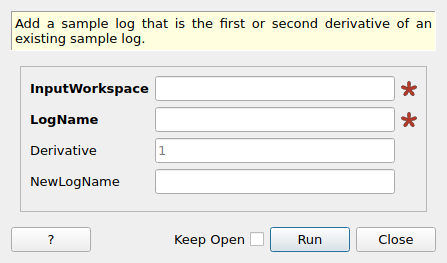 Add a sample log that is the first or second derivative of an
existing sample log.
InputWorkspace
LogName
Derivative 1
NewLogName
? Keep Open Run Close